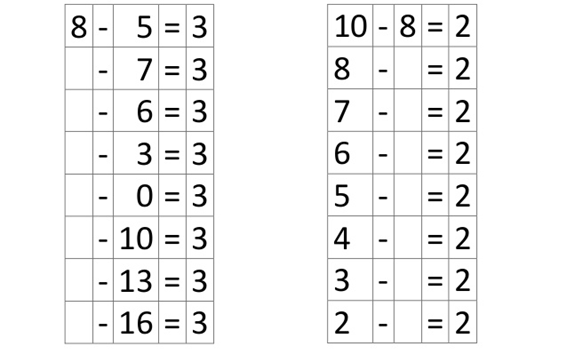 8 - 5 = 3
- 7 = 3
- 6 = 3
- 3 = 3
- 0 = 3
- 10 = 3
- 13 = 3
- 16 = 3
10 - 8 = 2
8 - = 2
7 - = 2
6 - = 2
5 - = 2
4 - = 2
3 - = 2
2 - = 2